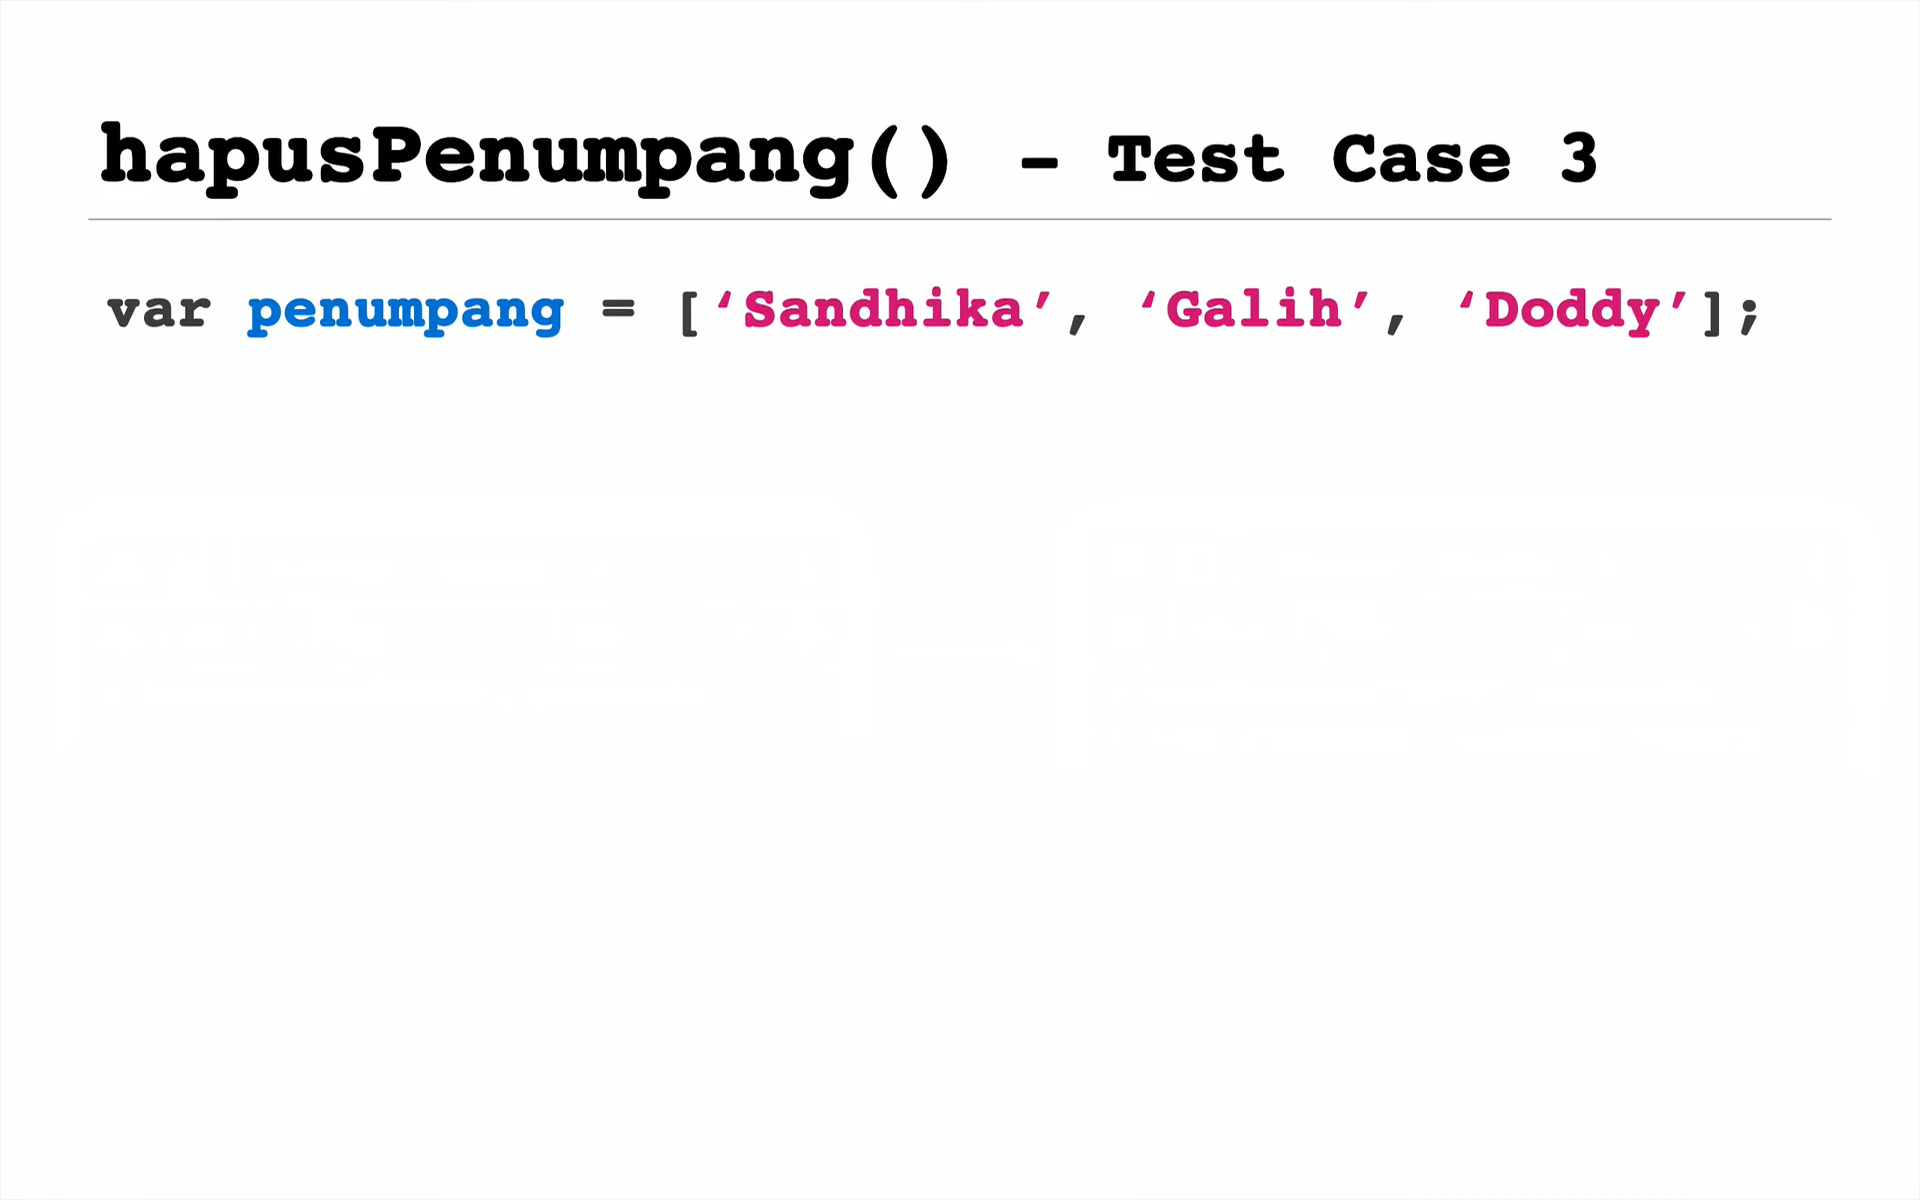 hapusPenumpang() – Test Case 3
var penumpang = [‘Sandhika’, ‘Galih’, ‘Doddy’];